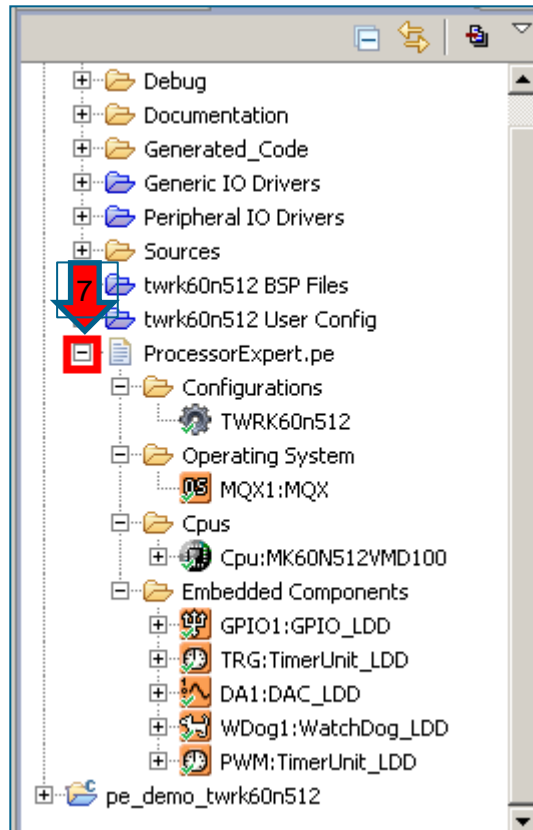 Debug
Documentation
Generated_Code
Generic IO Drivers
Peripheral IO Drivers
Sources
7
twrk60n512 BSP Files
twrk60n512 User Config
ProcessorExpert.pe
Configurations
TWRK60n512
Operating System
OS MQX1:MQX
Cpus
Cpu:MK60N512VMD100
Embedded Components
GPIO1:GPIO_LDD
TRG:TimerUnit_LDD
DA1:DAC_LDD
WDog1:WatchDog_LDD
PWM:TimerUnit_LDD
C
pe_demo_twrk60n512